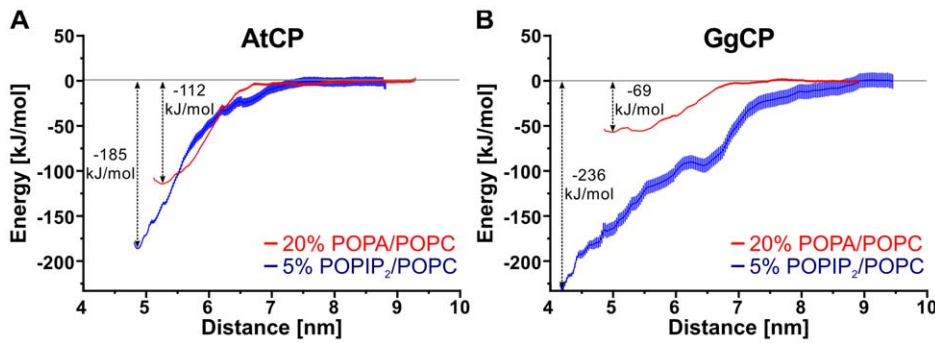 A
AtCP
Energy [kJ/mol]
50
0
-50
-100
-150
-200
-112
kJ/mol
-185
kJ/mol
20% POPA/POPC
5% POPIP₂/POPC
4 5 6 7 8 9 10
Distance [nm]
B
GgCP
Energy [kJ/mol]
50
0
-50
-100
-150
-200
-69
kJ/mol
-236
kJ/mol
20% POPA/POPC
5% POPIP₂/POPC
4 5 6 7 8 9 10
Distance [nm]